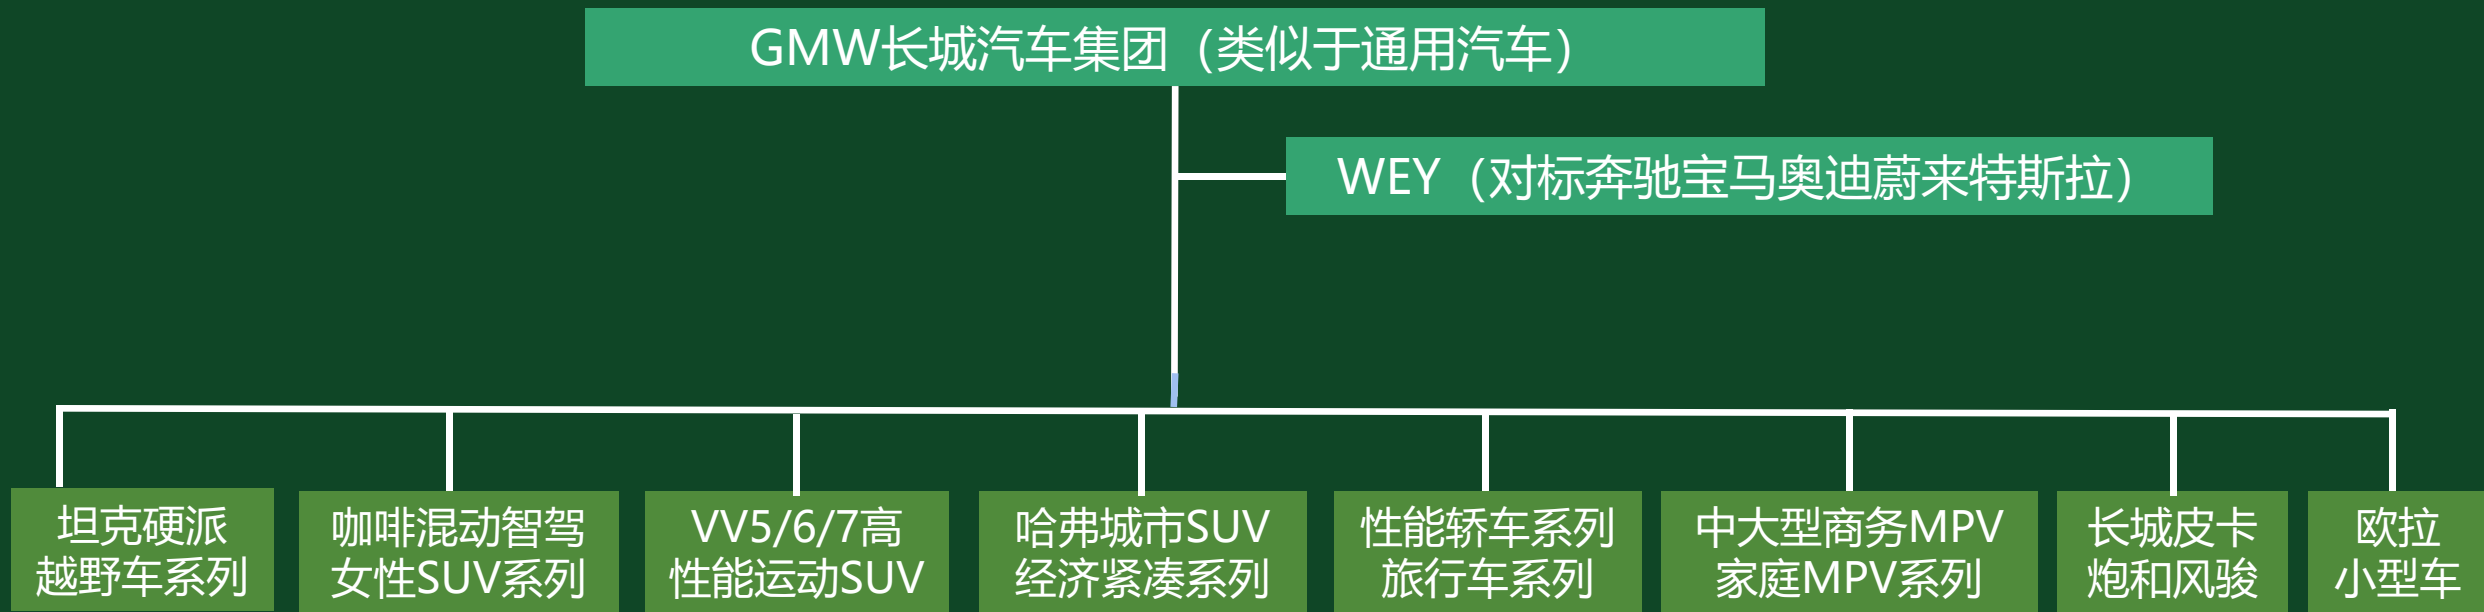 GMW长城汽车集团（类似于通用汽车）
WEY（对标奔驰宝马奥迪蔚来特斯拉）
坦克硬派
越野车系列
咖啡混动智驾
女性SUV系列
VV5/6/7高
性能运动SUV
哈弗城市SUV
经济紧凑系列
性能轿车系列
旅行车系列
中大型商务MPV
家庭MPV系列
长城皮卡
炮和风骏
欧拉
小型车